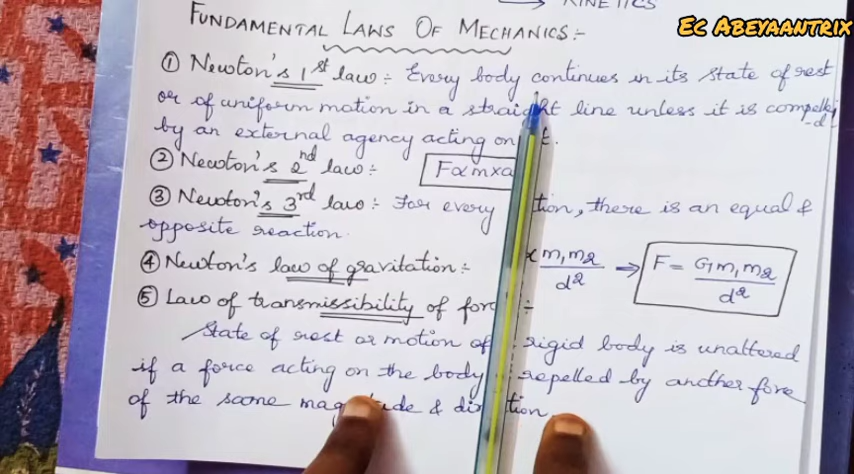 KINETICS
EC ABEYAANTRIX
FUNDAMENTAL LAWS OF MECHANICS:-
① Newton's 1st law :- Every body continues in its state of rest
or of uniform motion in a straight line unless it is compelled
by an external agency acting on it.
② Newton's 2nd law :- F∝m×a
③ Newton's 3rd law :- For every tion, there is an equal &
opposite reaction.
④ Newton's law of gravitation :- ∝ m₁m₂/d² ⇒ F = Gm₁m₂/d²
⑤ Law of transmissibility of for :-
State of rest or motion of rigid body is unattered
if a force acting on the body repelled by another force
of the same magnitude & direction